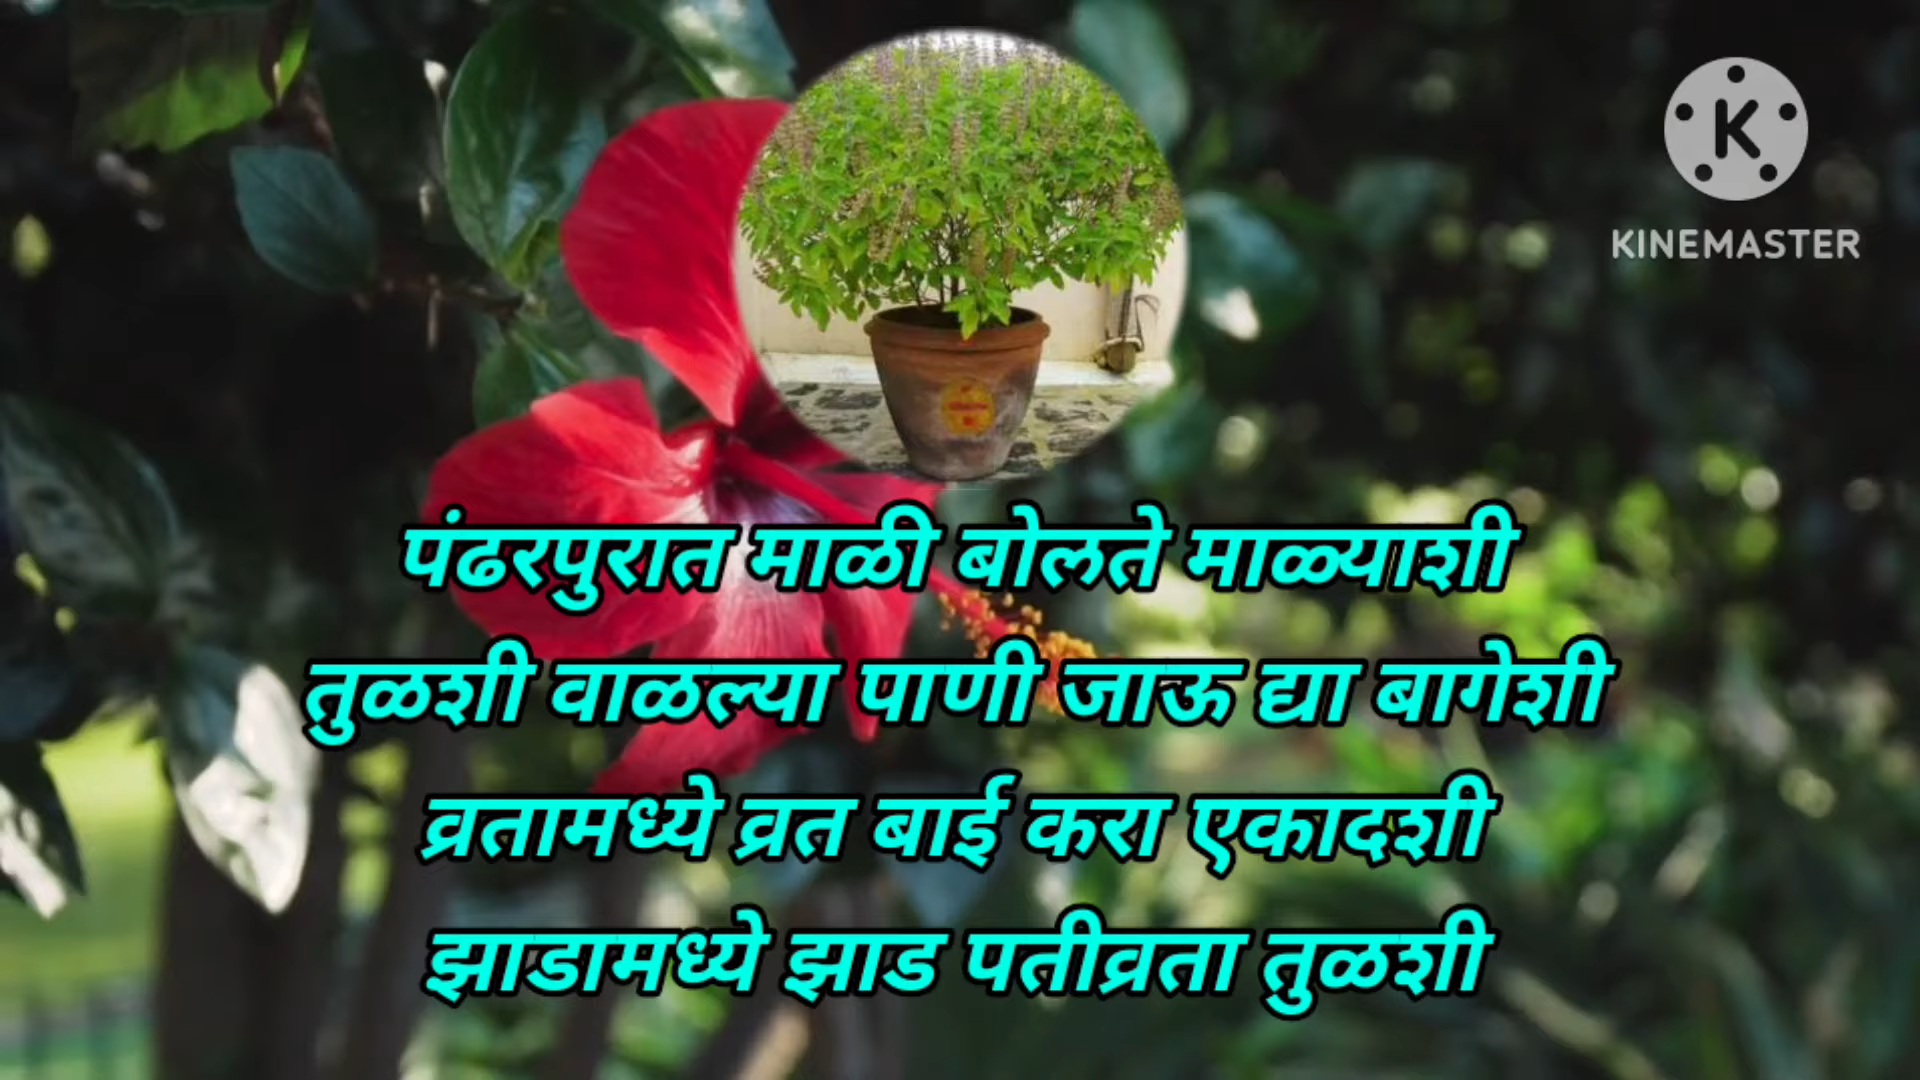 KINEMASTER
पंढरपुरात माळी बोलते माळ्याशी
तुळशी वाळल्या पाणी जाऊ द्या बागेशी
व्रतामध्ये व्रत बाई करा एकादशी
झाडामध्ये झाड पतीव्रता तुळशी